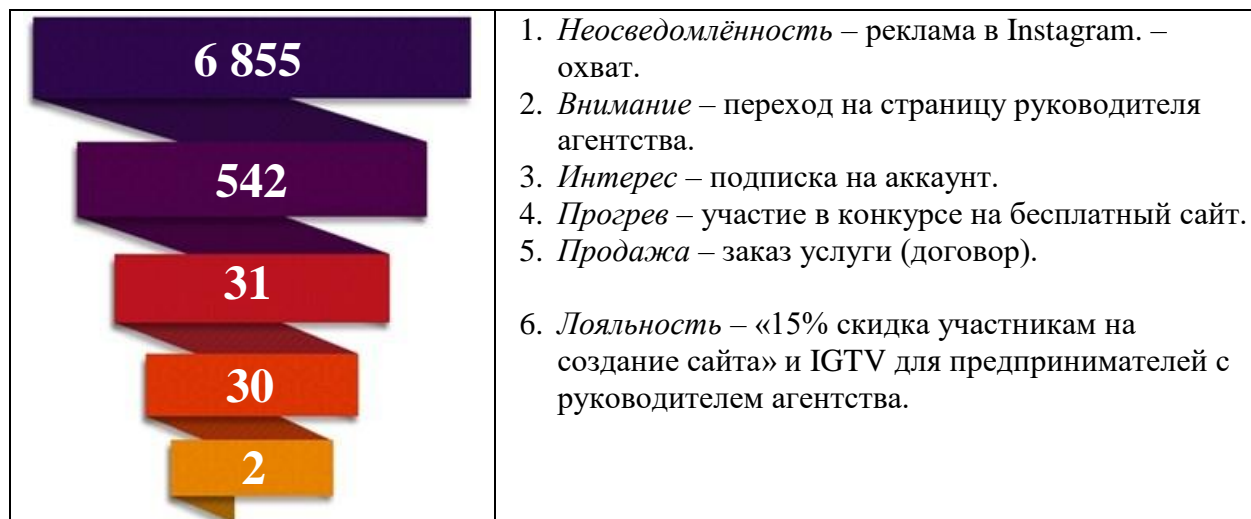 6 855
542
31
30
2
1. Неосведомлённость – реклама в Instagram. –
охват.
2. Внимание – переход на страницу руководителя
агентства.
3. Интерес – подписка на аккаунт.
4. Прогрев – участие в конкурсе на бесплатный сайт.
5. Продажа – заказ услуги (договор).
6. Лояльность – «15% скидка участникам на
создание сайта» и IGTV для предпринимателей с
руководителем агентства.